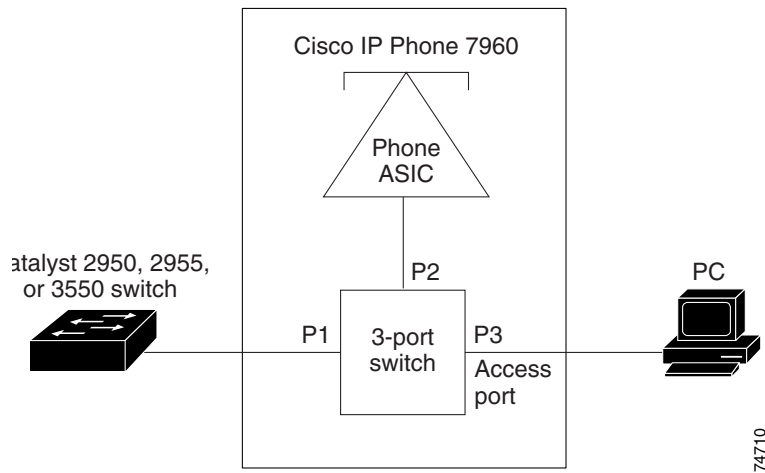 Cisco IP Phone 7960
Phone
ASIC
atalyst 2950, 2955,
or 3550 switch
P2
PC
P1
3-port
switch
P3
Access
port
74710